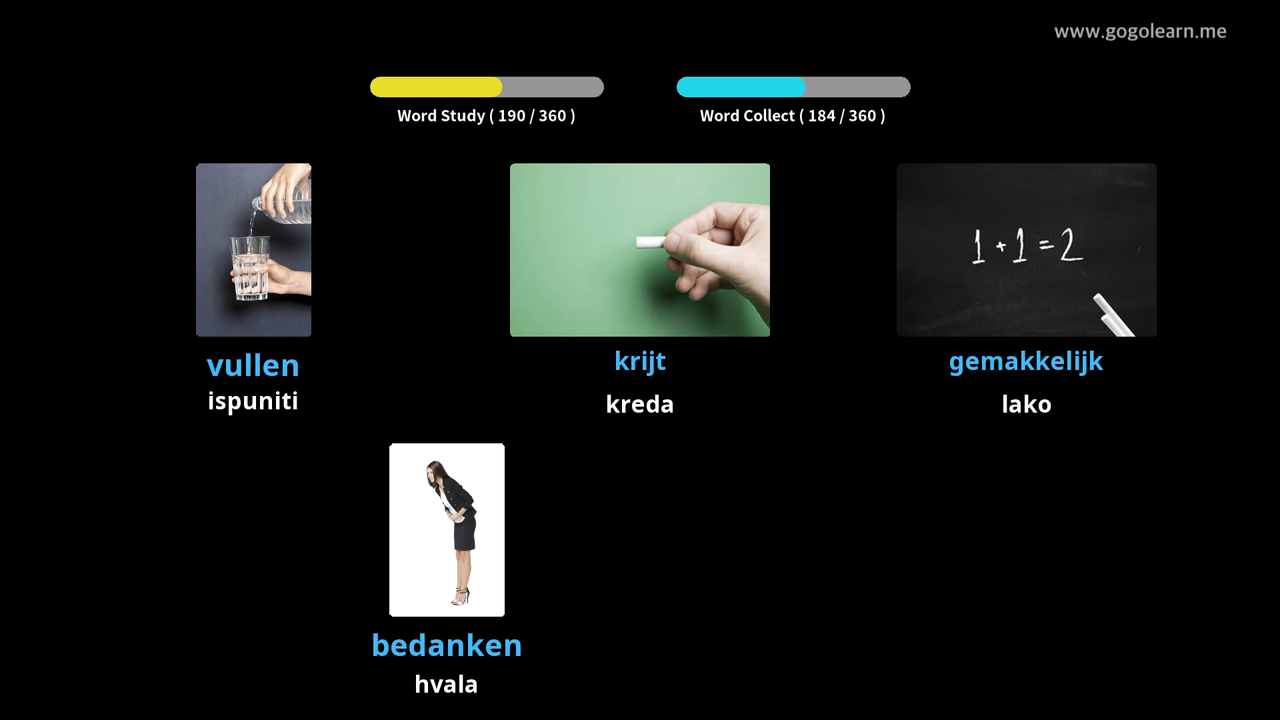 www.gogolearn.me
Word Study ( 190 / 360 )
Word Collect ( 184 / 360 )
1 + 1 = 2
vullen
ispuniti
krijt
kreda
gemakkelijk
lako
bedanken
hvala